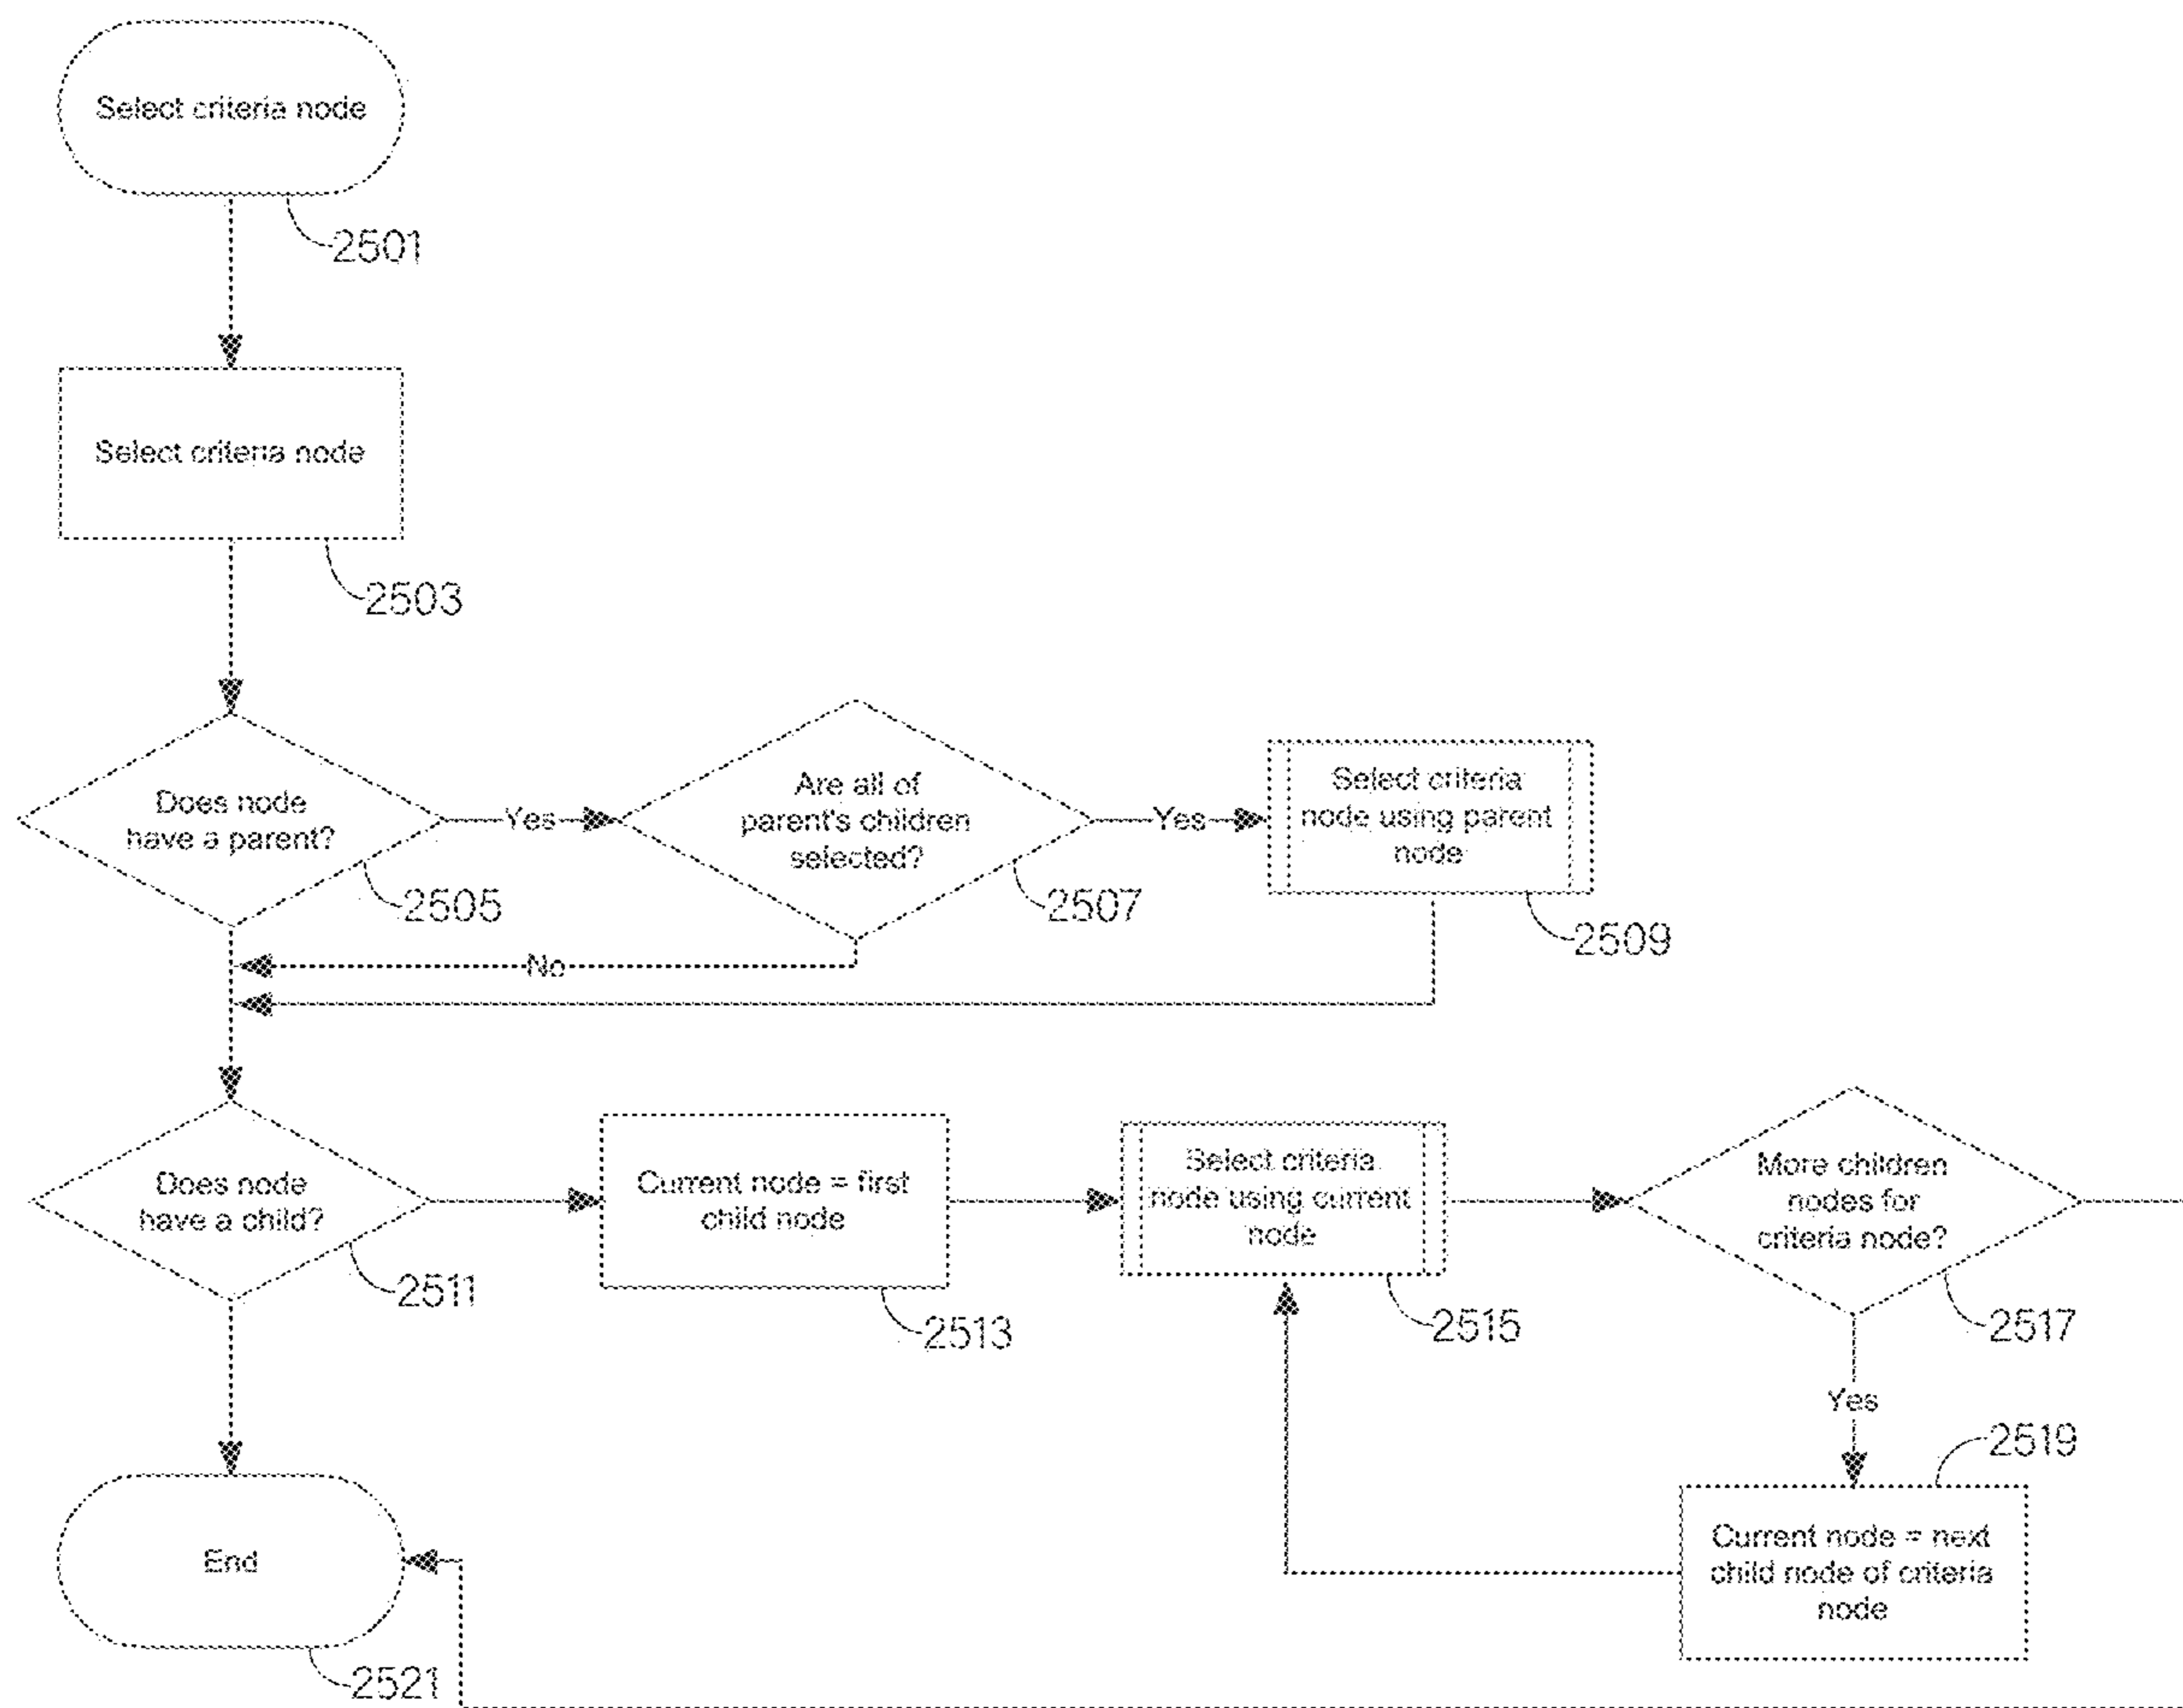 Select criteria node
2501
Select criteria node
2503
Does node
have a parent?
2505
Yes
Are all of
parent's children
selected?
2507
Yes
Select criteria
node using parent
node
2509
No
Does node
have a child?
2511
Current node = first
child node
2513
Select criteria
node using current
node
2515
More children
nodes for
criteria node?
2517
Yes
2519
Current node = next
child node of criteria
node
End
2521